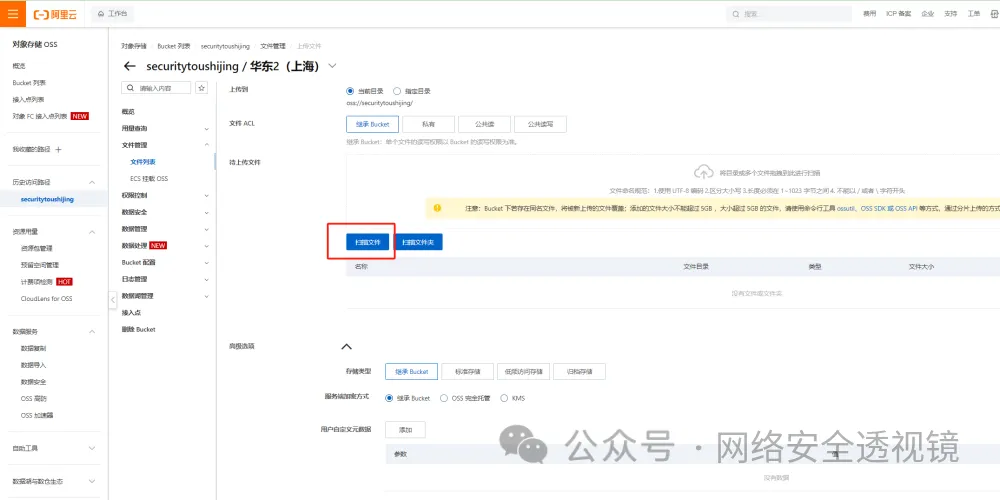 阿里云
工作台
搜索...
费用
ICP 备案
企业
支持
工单
对象存储 OSS
概览
Bucket 列表
接入点列表
对象 FC 接入点列表 NEW
我收藏的路径
历史访问路径
securitytoushijing
资源用量
资源包管理
预留空间管理
计费项检测 HOT
CloudLens for OSS
数据服务
数据复制
数据导入
数据安全
OSS 高防
OSS 加速器
自助工具
数据湖与数仓生态
对象存储
Bucket 列表
securitytoushijing
文件管理
上传文件
securitytoushijing / 华东2（上海）
请输入内容
概览
用量查询
文件管理
文件列表
ECS 挂载 OSS
权限控制
数据安全
数据管理
数据处理 NEW
Bucket 配置
日志管理
数据湖管理
接入点
删除 Bucket
上传到
当前目录
指定目录
oss://securitytoushijing/
文件 ACL
继承 Bucket
私有
公共读
公共读写
继承 Bucket：单个文件的读写权限以 Bucket 的读写权限为准。
待上传文件
将目录或多个文件拖拽到此进行扫描
文件命名规范：1.使用 UTF-8 编码 2.区分大小写 3.长度必须在 1~1023 字节之间 4.不能以 / 或者 \ 字符开头
注意：Bucket 下若存在同名文件，将被新上传的文件覆盖；添加的文件大小不能超过 5GB ，大小超过 5GB 的文件，请使用命令行工具 ossutil、OSS SDK 或 OSS API 等方式，通过分片上传的方式
扫描文件
扫描文件夹
名称
文件目录
类型
文件大小
没有文件或文件夹
高级选项
存储类型
继承 Bucket
标准存储
低频访问存储
归档存储
服务端加密方式
继承 Bucket
OSS 完全托管
KMS
用户自定义元数据
添加
参数
值
没有数据
公众号 · 网络安全透视镜